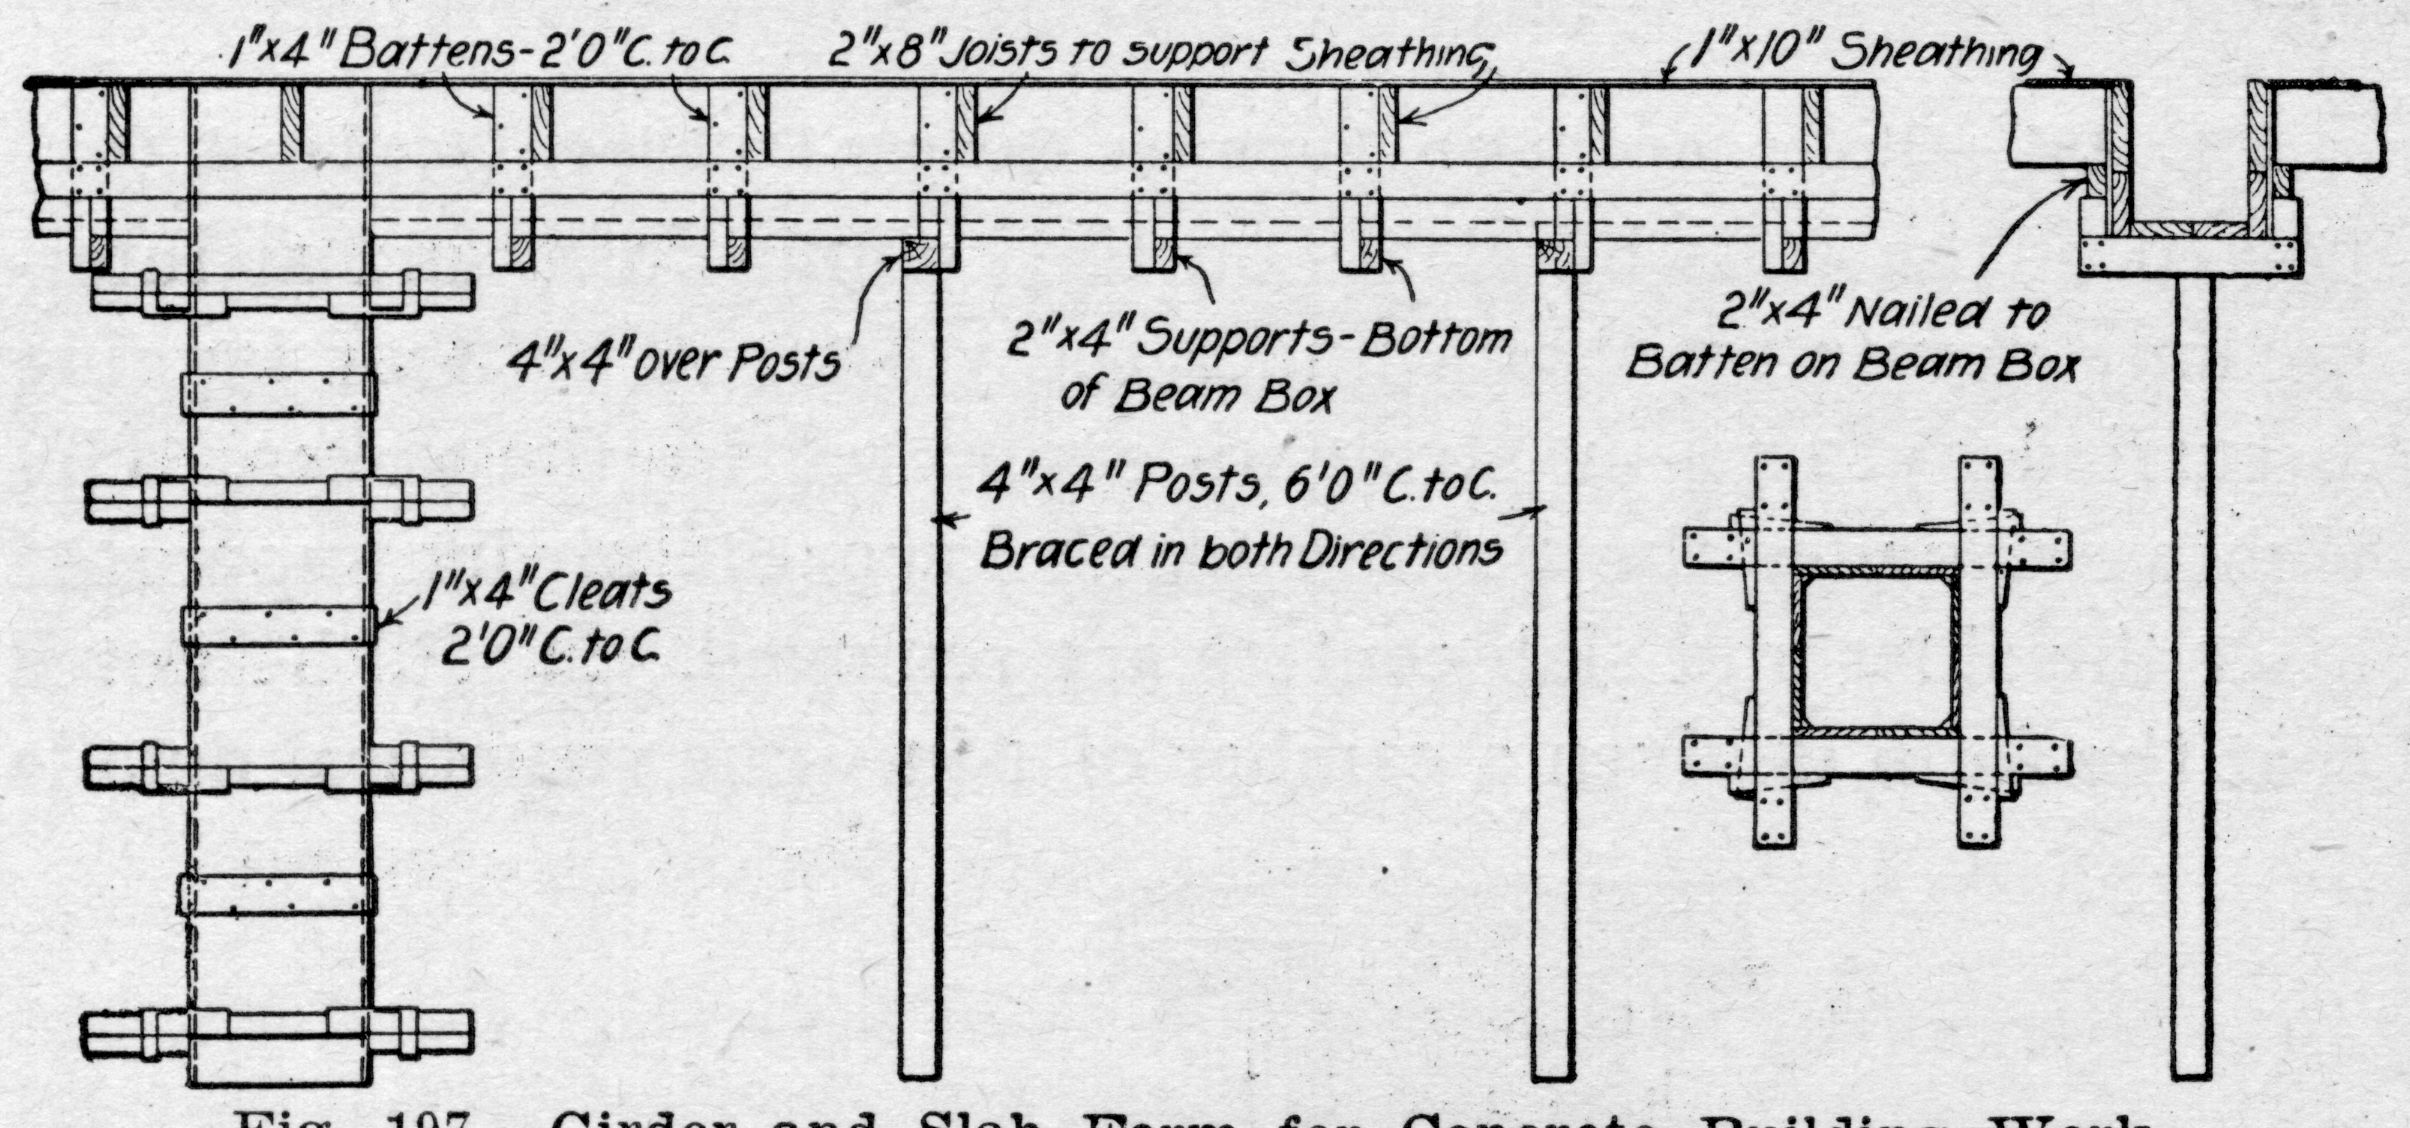 1"x4" Battens-2'0"C. to C.
2"x8" Joists to support Sheathing
1"x10" Sheathing
4"x4" over Posts
2"x4" Supports-Bottom
of Beam Box
2"x4" Nailed to
Batten on Beam Box
4"x4" Posts, 6'0"C. to C.
Braced in both Directions
1"x4" Cleats
2'0"C. to C.
Fig. 197. Girder and Slab Form for Concrete Building Work